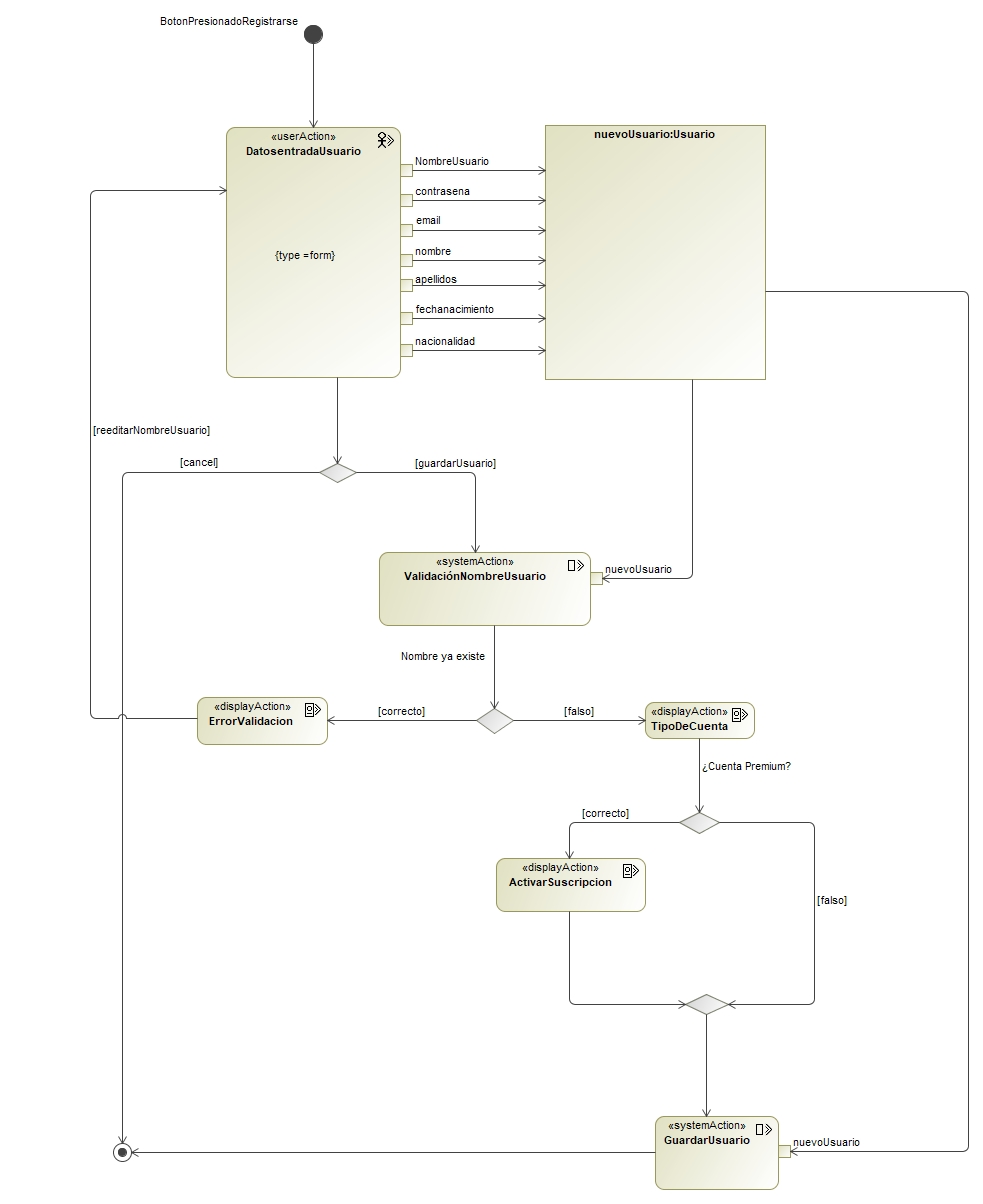 BotonPresionadoRegistrarse
«userAction»
DatosentradaUsuario
{type =form}
nuevoUsuario:Usuario
NombreUsuario
contrasena
email
nombre
apellidos
fechanacimiento
nacionalidad
[reeditarNombreUsuario]
[cancel]
[guardarUsuario]
«systemAction»
ValidaciónNombreUsuario
nuevoUsuario
Nombre ya existe
«displayAction»
ErrorValidacion
[correcto]
[falso]
«displayAction»
TipoDeCuenta
¿Cuenta Premium?
[correcto]
«displayAction»
ActivarSuscripcion
[falso]
«systemAction»
GuardarUsuario
nuevoUsuario